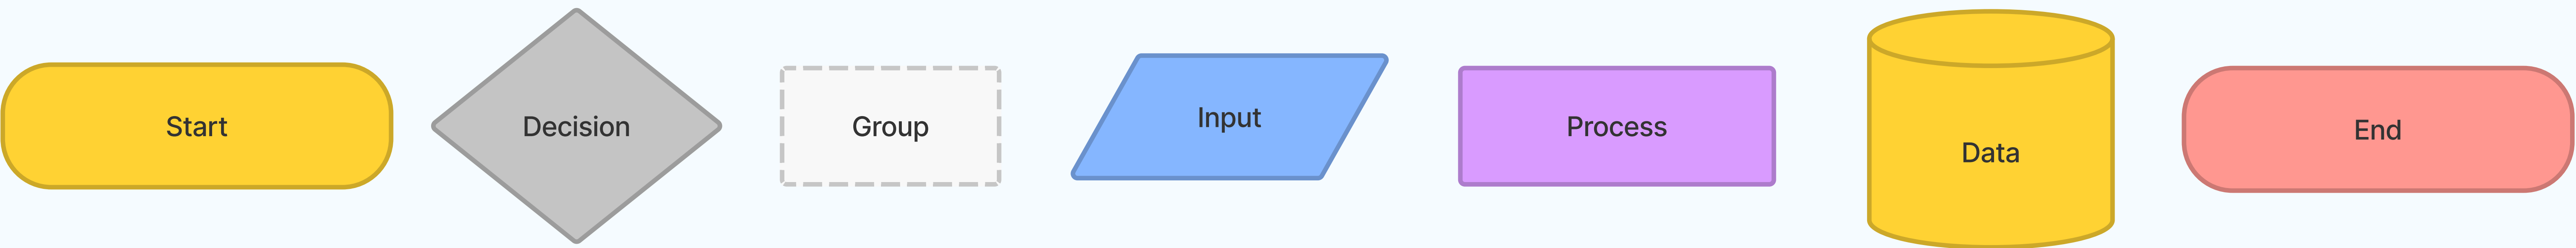 Start
Decision
Group
Input
Process
Data
End